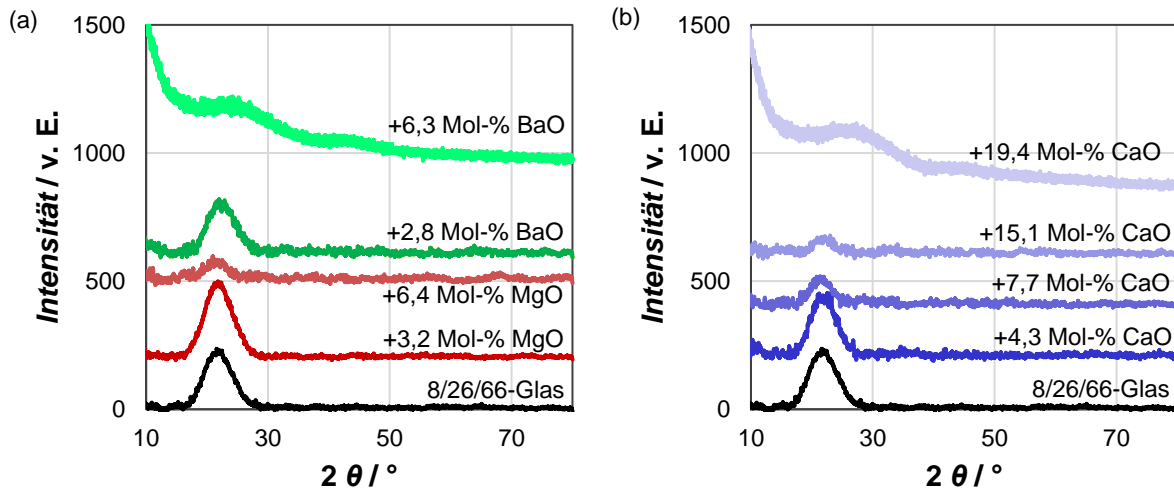 (a)
1500
1000
500
0
Intensität / v. E.
+6,3 Mol-% BaO
+2,8 Mol-% BaO
+6,4 Mol-% MgO
+3,2 Mol-% MgO
8/26/66-Glas
10 30 50 70
2 θ / °
(b)
1500
1000
500
0
Intensität / v. E.
+19,4 Mol-% CaO
+15,1 Mol-% CaO
+7,7 Mol-% CaO
+4,3 Mol-% CaO
8/26/66-Glas
10 30 50 70
2 θ / °